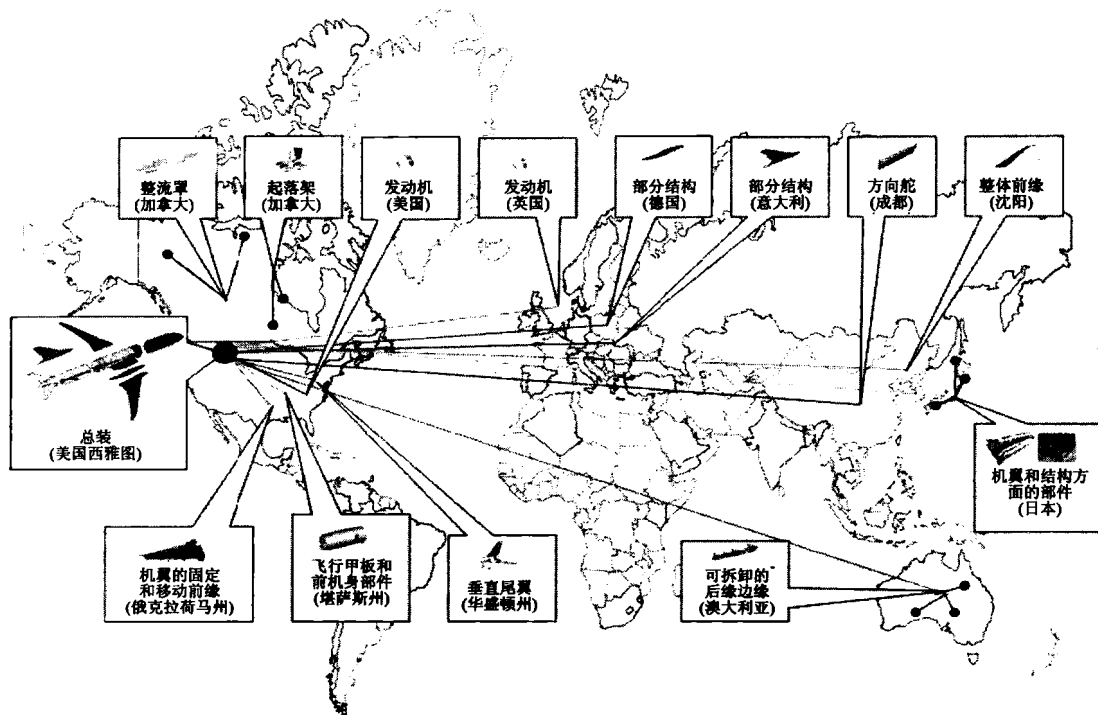 整流罩
(加拿大)
起落架
(加拿大)
发动机
(美国)
发动机
(英国)
部分结构
(德国)
部分结构
(意大利)
方向舵
(成都)
整体前缘
(沈阳)
总装
(美国西雅图)
机翼和结构方
面的部件
(日本)
机翼的固定
和移动前缘
(俄克拉荷马州)
飞行甲板和
前机身部件
(堪萨斯州)
垂直尾翼
(华盛顿州)
可拆卸的
后缘边缘
(澳大利亚)